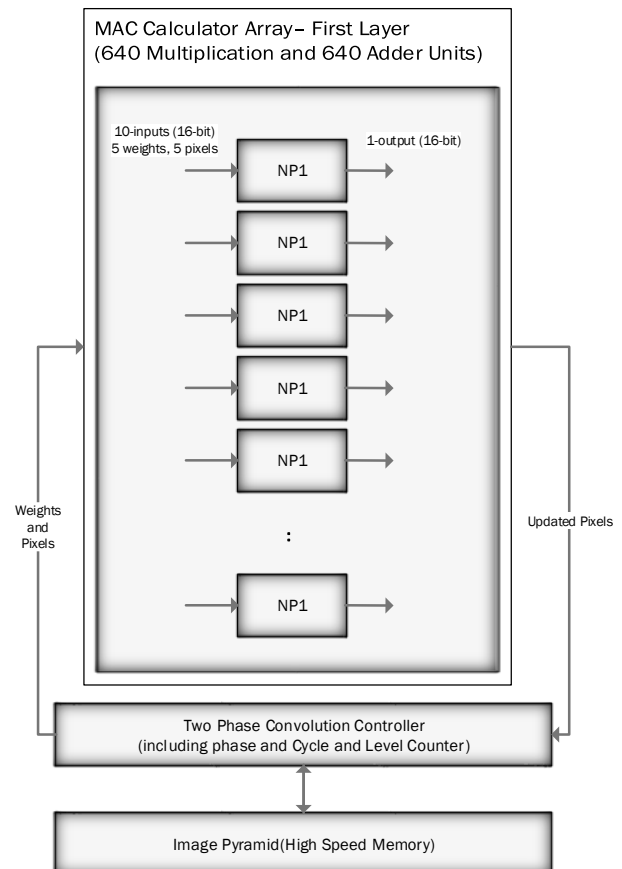 MAC Calculator Array– First Layer
(640 Multiplication and 640 Adder Units)
10-inputs (16-bit)
5 weights, 5 pixels
1-output (16-bit)
NP1
NP1
NP1
NP1
NP1
:
NP1
Weights
and
Pixels
Updated Pixels
Two Phase Convolution Controller
(including phase and Cycle and Level Counter)
Image Pyramid(High Speed Memory)